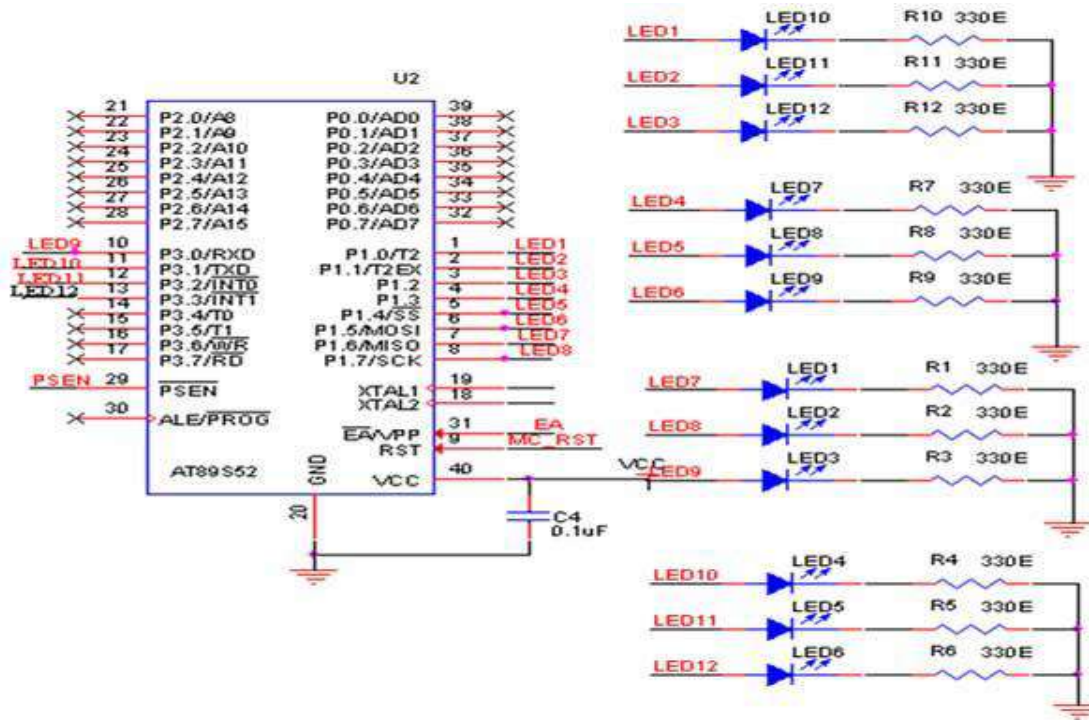 U2
21 P2.0/A8
22 P2.1/A9
23 P2.2/A10
24 P2.3/A11
25 P2.4/A12
26 P2.5/A13
27 P2.6/A14
28 P2.7/A15
LED9 10 P3.0/RXD
LED10 11 P3.1/TXD
LED11 12 P3.2/INT0
LED12 13 P3.3/INT1
14 P3.4/T0
15 P3.5/T1
16 P3.6/WR
17 P3.7/RD
PSEN 29 PSEN
30 ALE/PROG
AT89S52
GND
20
P0.0/AD0 39
P0.1/AD1 38
P0.2/AD2 37
P0.3/AD3 36
P0.4/AD4 35
P0.5/AD5 34
P0.6/AD6 33
P0.7/AD7 32
P1.0/T2 1 LED1
P1.1/T2EX 2 LED2
P1.2 3 LED3
P1.3 4 LED4
P1.4/SS 5 LED5
P1.5/MOSI 6 LED6
P1.6/MISO 7 LED7
P1.7/SCK 8 LED8
XTAL1 19
XTAL2 18
EA/VPP 31 EA
RST 9 MC_RST
VCC 40
VCC
C4
0.1uF
LED1 LED10 R10 330E
LED2 LED11 R11 330E
LED3 LED12 R12 330E
LED4 LED7 R7 330E
LED5 LED8 R8 330E
LED6 LED9 R9 330E
LED7 LED1 R1 330E
LED8 LED2 R2 330E
LED9 LED3 R3 330E
LED10 LED4 R4 330E
LED11 LED5 R5 330E
LED12 LED6 R6 330E